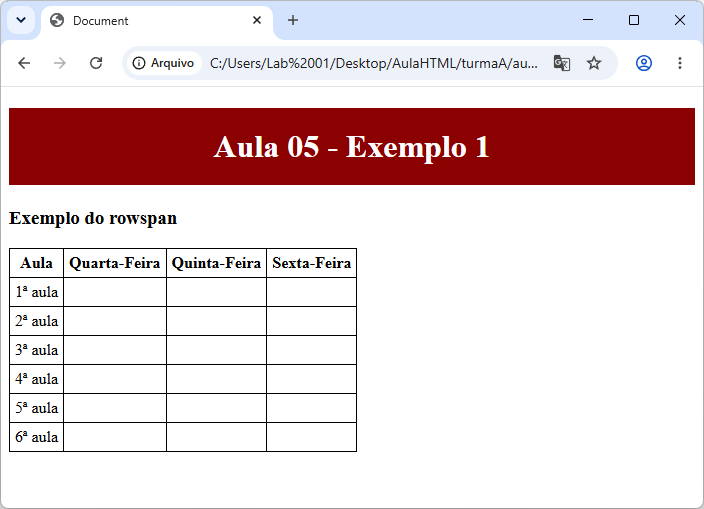 Document
Arquivo C:/Users/Lab%2001/Desktop/AulaHTML/turmaA/au...
Aula 05 - Exemplo 1
Exemplo do rowspan
Aula Quarta-Feira Quinta-Feira Sexta-Feira
1ª aula
2ª aula
3ª aula
4ª aula
5ª aula
6ª aula